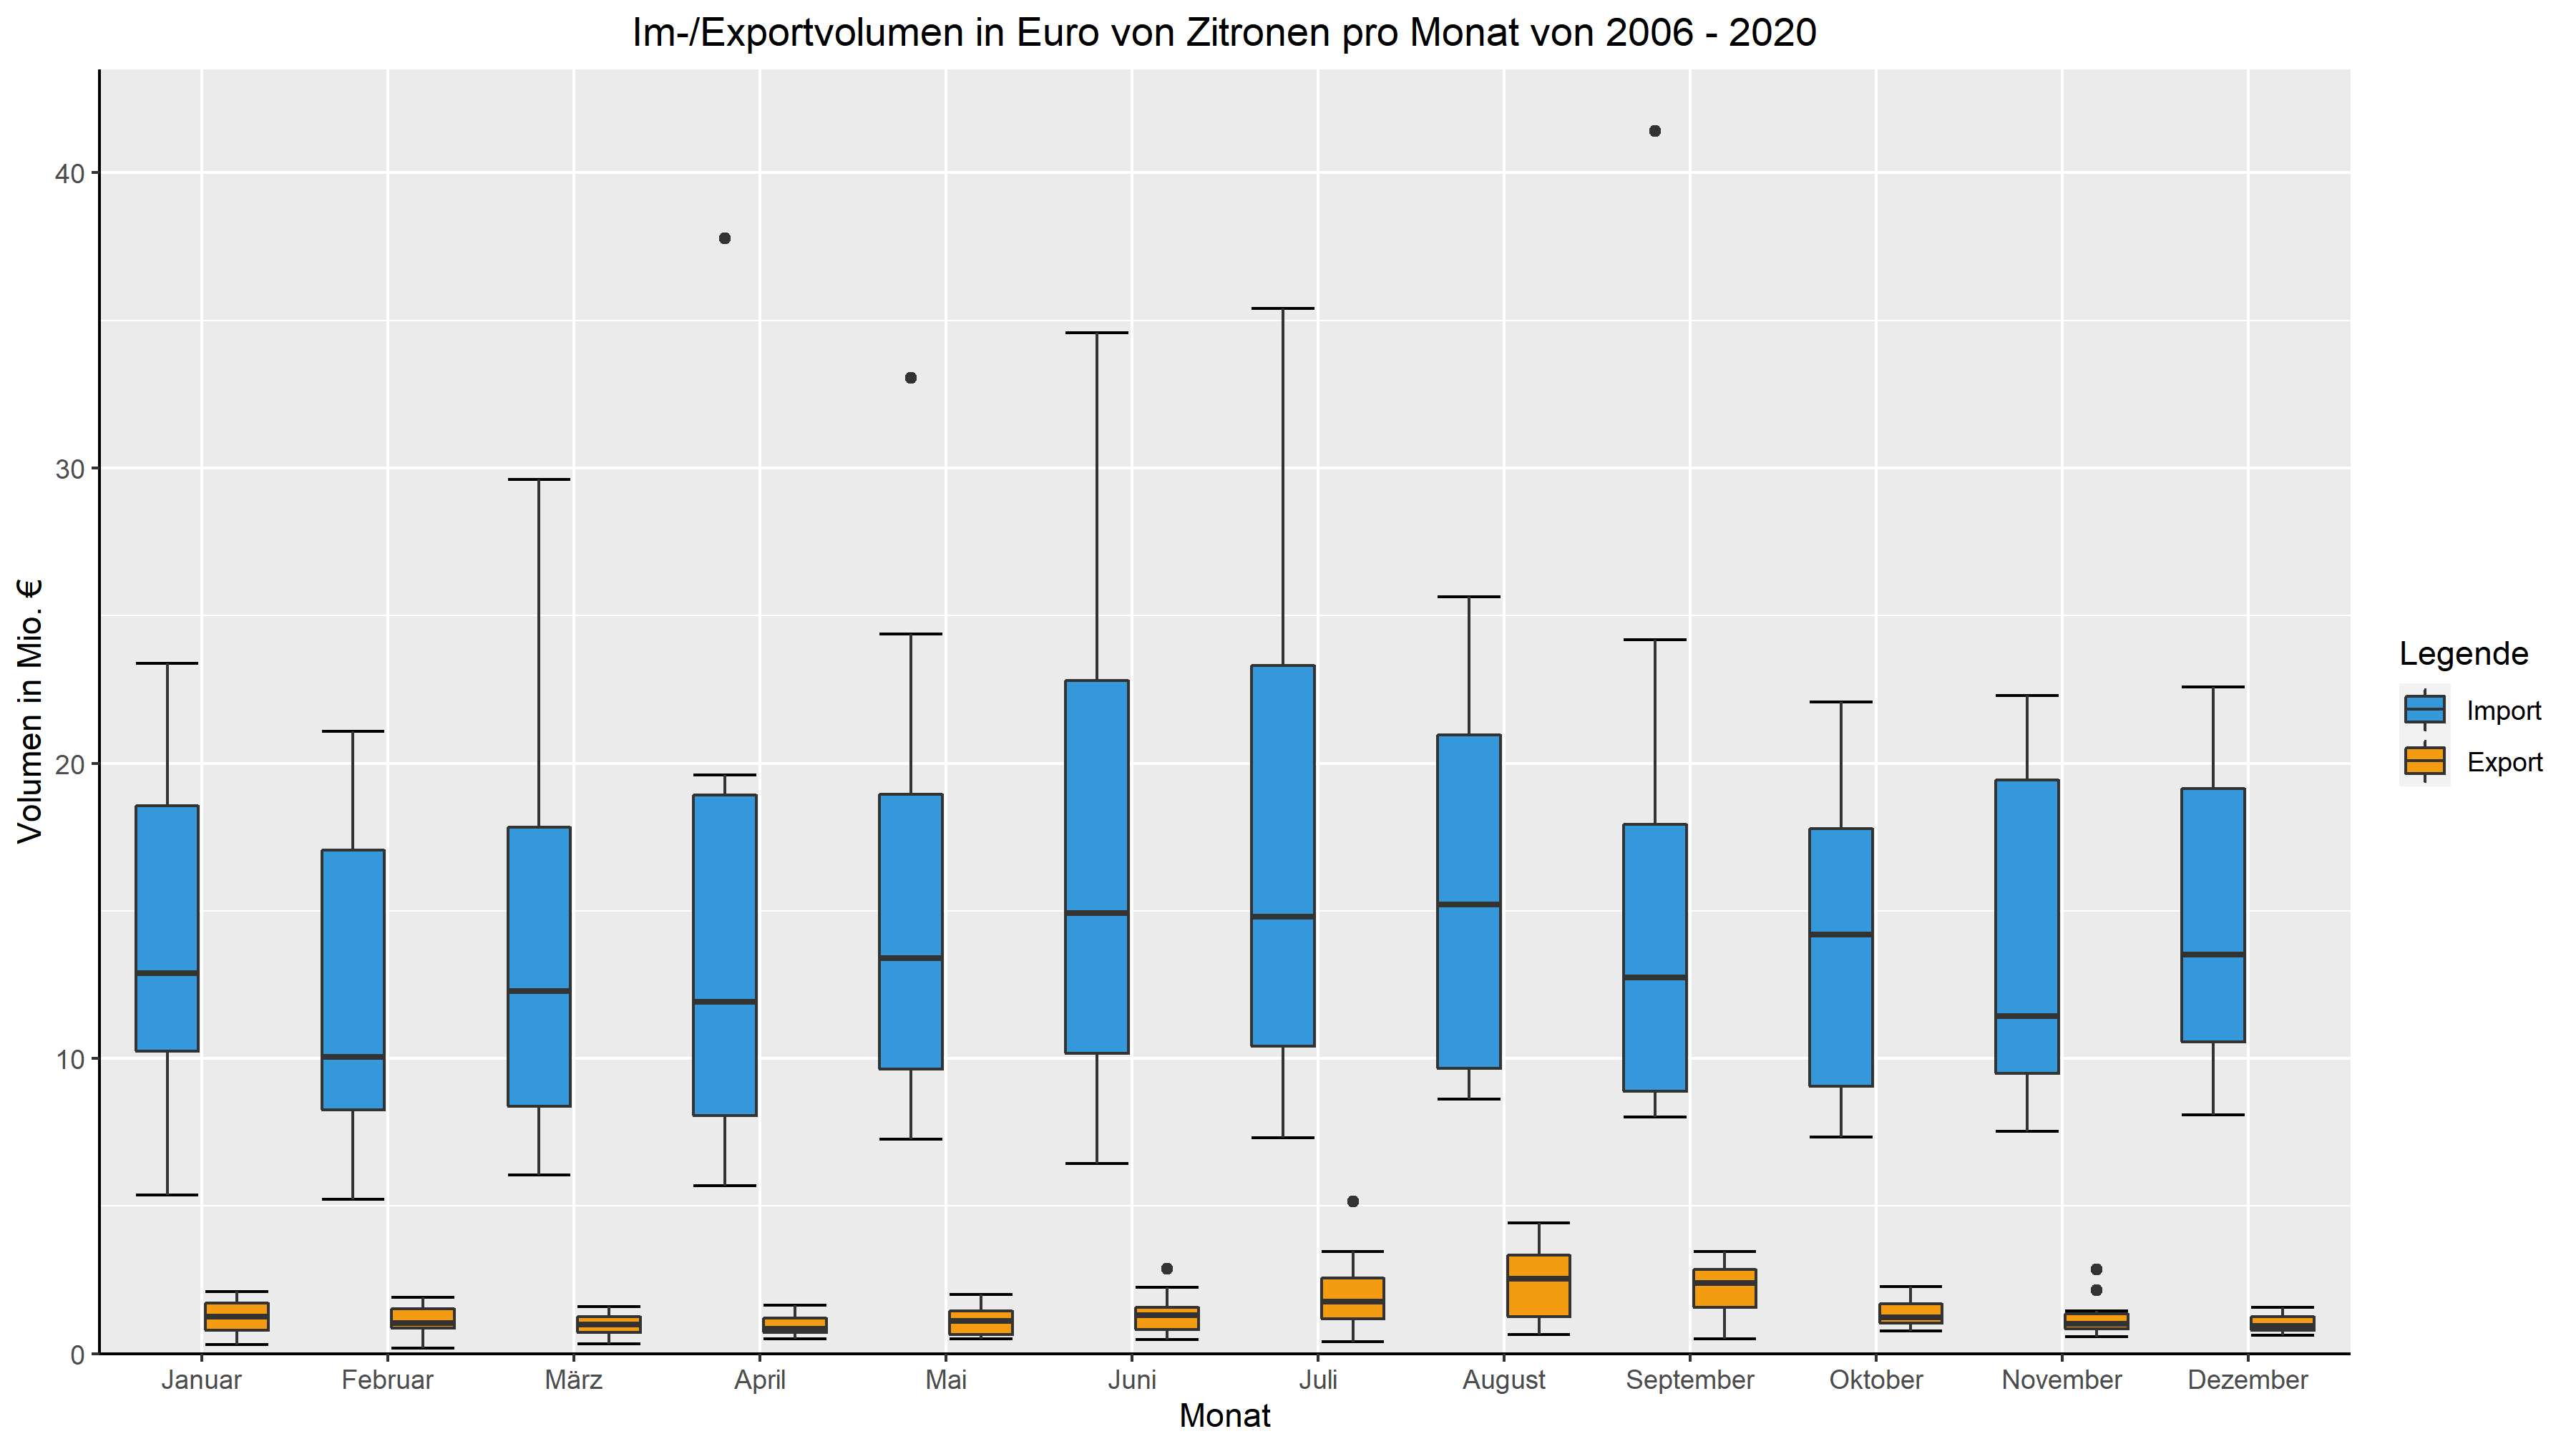 Im-/Exportvolumen in Euro von Zitronen pro Monat von 2006 - 2020
Volumen in Mio. €
40
30
20
10
0
Januar Februar März April Mai Juni Juli August September Oktober November Dezember
Monat
Legende
Import
Export